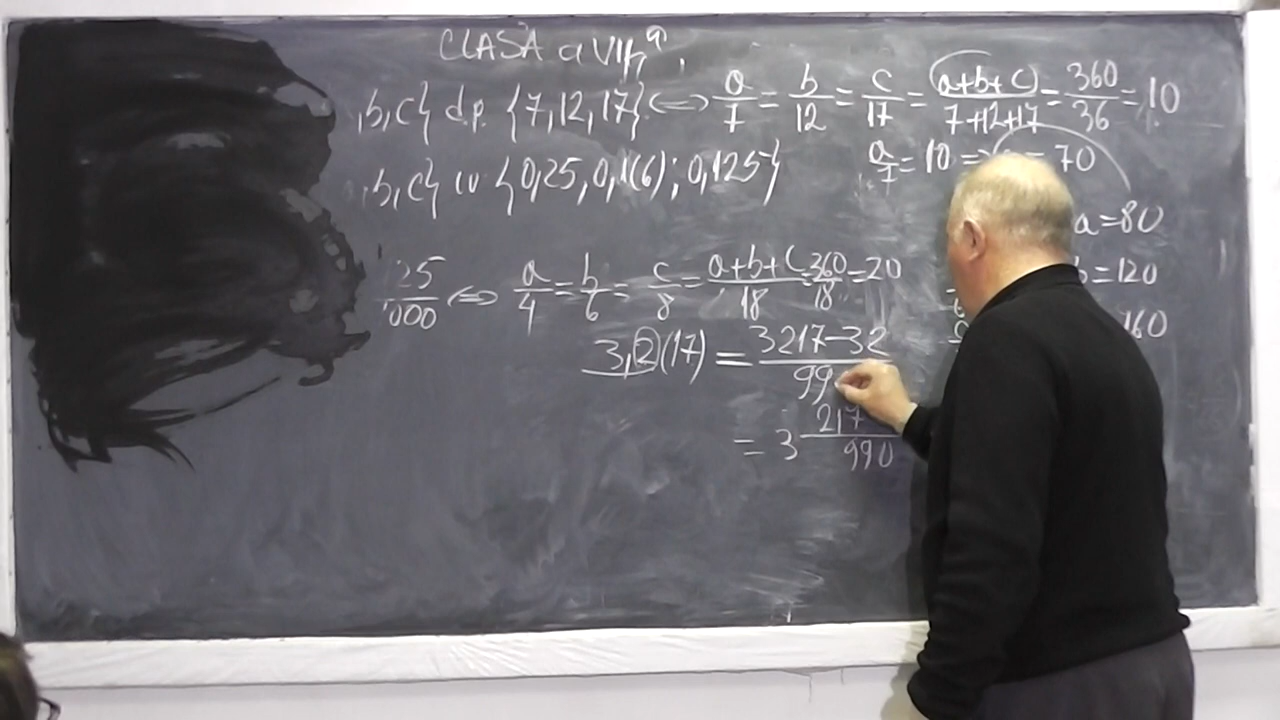 CLASA a VII a
,b,c} d.p. {7,12,17} <=> a/7 = b/12 = c/17 = (a+b+c)/(7+12+17) = 360/36 = 10
a/7 = 10 => = 70
,b,c} cu {0,25, 0,1(6); 0,125}
a=80
25/000 <=> a/4 = b/6 = c/8 = (a+b+c)/18 = 360/18 = 20
b=120
160
3,2(17) = (3217-32)/99
= 3 217/990